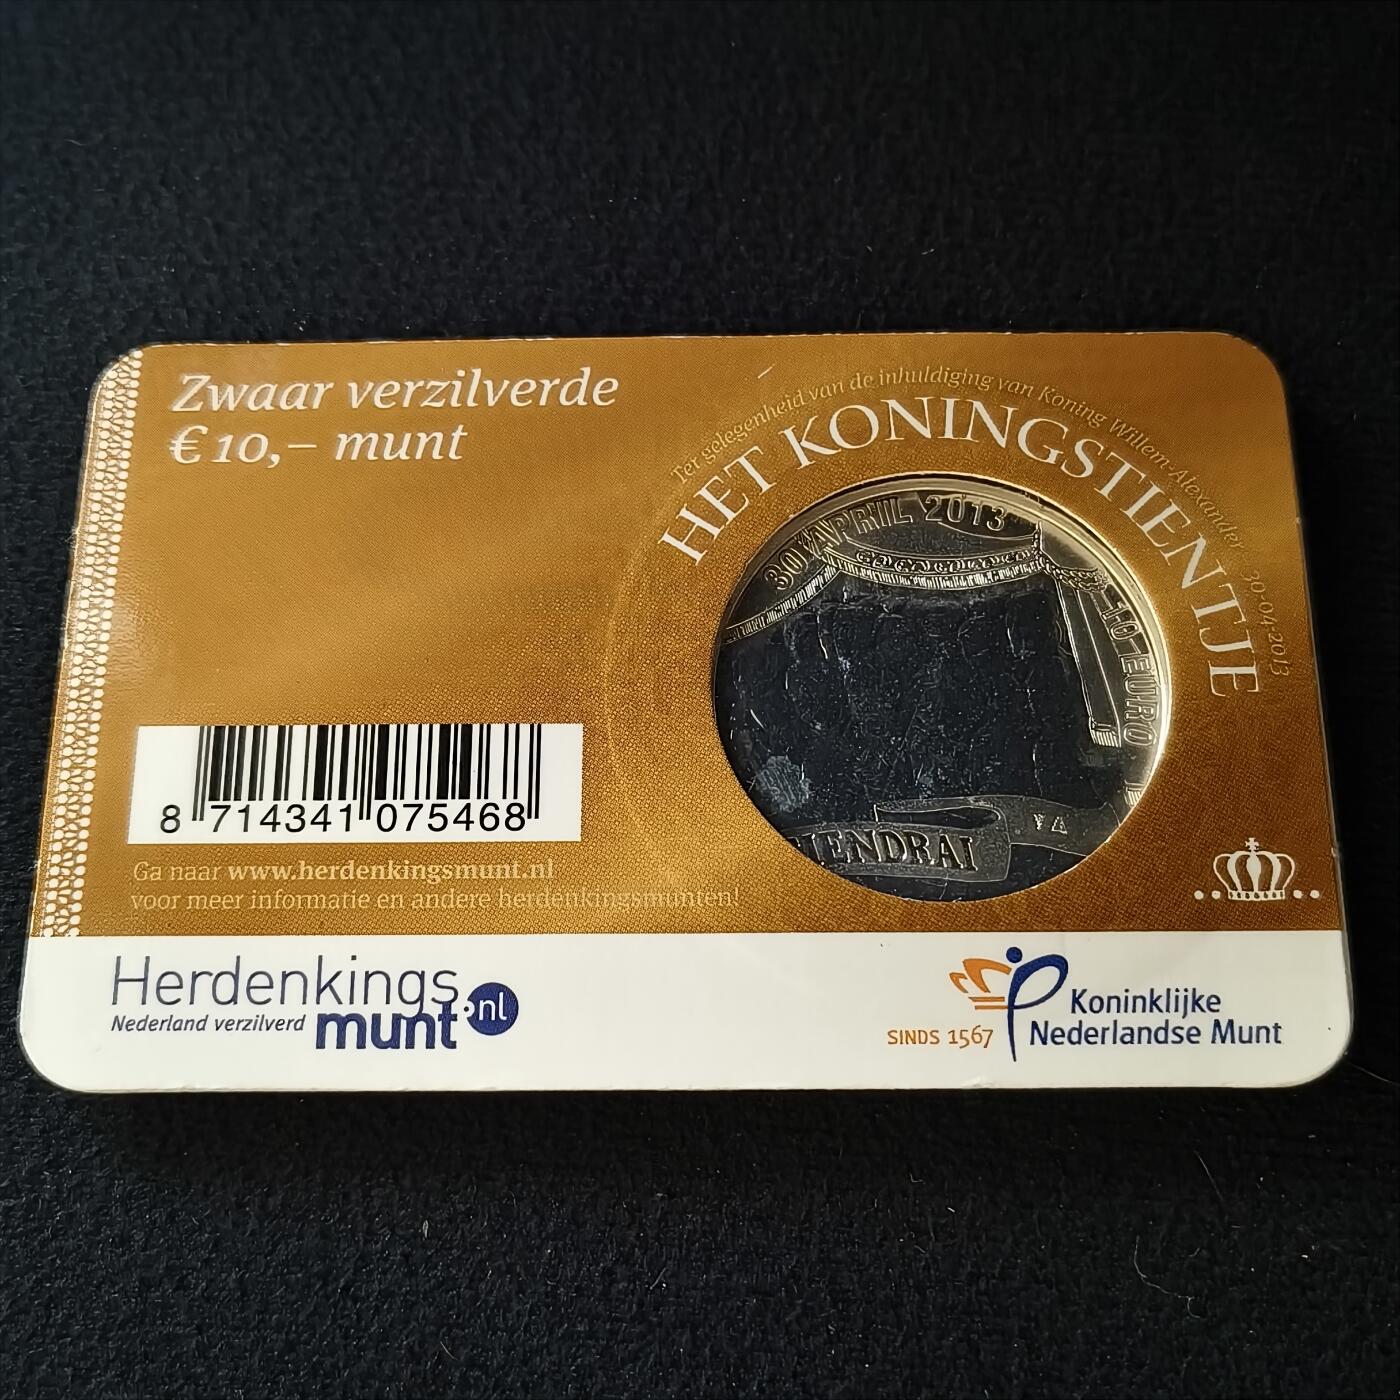 Zwaar verzilverde
€ 10,– munt
Ter gelegenheid van de inhuldiging van Koning Willem-Alexander 30-04-2013
HET KONINGSTIENTJE
30 APRIL 2013
10 EURO
HENDRAI
8 714341 075468
Ga naar www.herdenkingsmunt.nl
voor meer informatie en andere herdenkingsmunten!
Herdenkings
munt.nl
Nederland verzilverd
SINDS 1567
Koninklijke
Nederlandse Munt